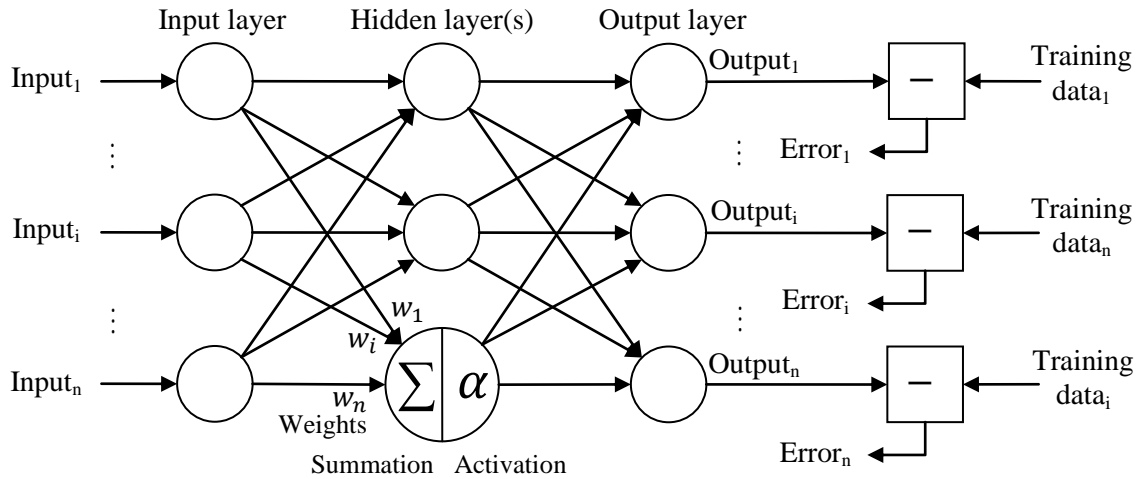 Input layer
Hidden layer(s)
Output layer
Input₁
Output₁
−
Training
data₁
⋮
⋮
Error₁
Inputᵢ
Outputᵢ
−
Training
dataₙ
⋮
w₁
wᵢ
⋮
Errorᵢ
Inputₙ
wₙ
∑
α
Outputₙ
−
Training
dataᵢ
Weights
Errorₙ
Summation
Activation